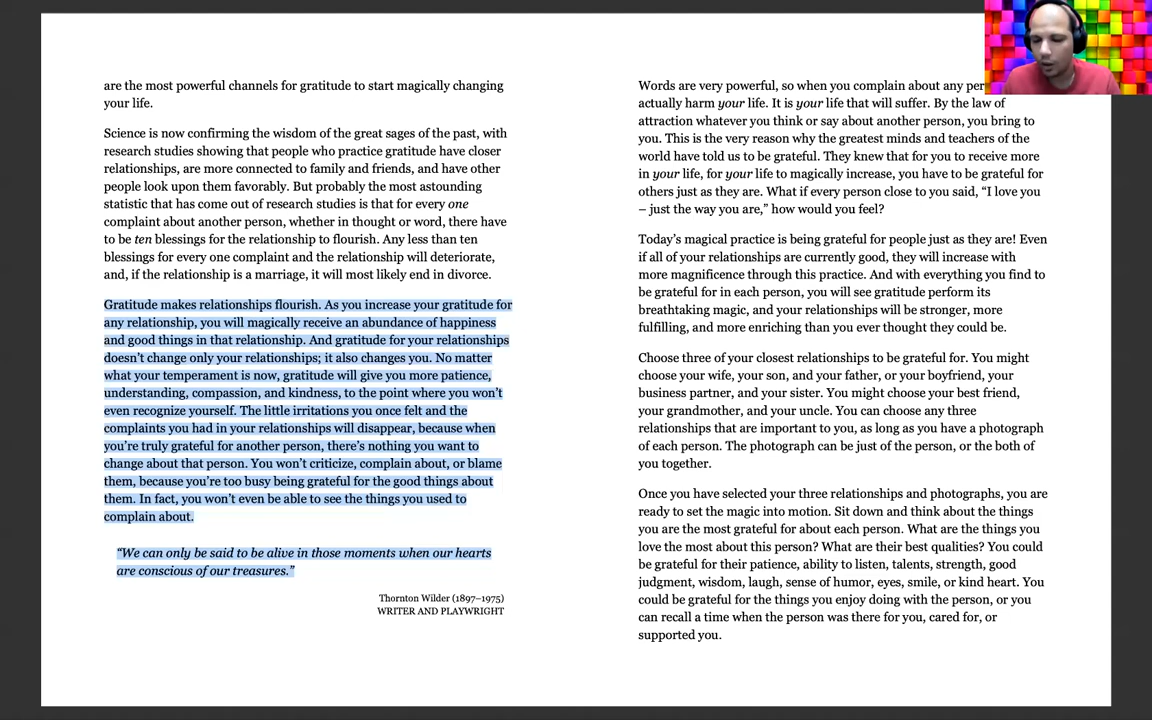 are the most powerful channels for gratitude to start magically changing
your life.
Science is now confirming the wisdom of the great sages of the past, with
research studies showing that people who practice gratitude have closer
relationships, are more connected to family and friends, and have other
people look upon them favorably. But probably the most astounding
statistic that has come out of research studies is that for every one
complaint about another person, whether in thought or word, there have
to be ten blessings for the relationship to flourish. Any less than ten
blessings for every one complaint and the relationship will deteriorate,
and, if the relationship is a marriage, it will most likely end in divorce.
Gratitude makes relationships flourish. As you increase your gratitude for
any relationship, you will magically receive an abundance of happiness
and good things in that relationship. And gratitude for your relationships
doesn’t change only your relationships; it also changes you. No matter
what your temperament is now, gratitude will give you more patience,
understanding, compassion, and kindness, to the point where you won’t
even recognize yourself. The little irritations you once felt and the
complaints you had in your relationships will disappear, because when
you’re truly grateful for another person, there’s nothing you want to
change about that person. You won’t criticize, complain about, or blame
them, because you’re too busy being grateful for the good things about
them. In fact, you won’t even be able to see the things you used to
complain about.
“We can only be said to be alive in those moments when our hearts
are conscious of our treasures.”
Thornton Wilder (1897–1975)
WRITER AND PLAYWRIGHT
Words are very powerful, so when you complain about any
actually harm your life. It is your life that will suffer. By the law of
attraction whatever you think or say about another person, you bring to
you. This is the very reason why the greatest minds and teachers of the
world have told us to be grateful. They knew that for you to receive more
in your life, for your life to magically increase, you have to be grateful for
others just as they are. What if every person close to you said, “I love you
– just the way you are,” how would you feel?
Today’s magical practice is being grateful for people just as they are! Even
if all of your relationships are currently good, they will increase with
more magnificence through this practice. And with everything you find to
be grateful for in each person, you will see gratitude perform its
breathtaking magic, and your relationships will be stronger, more
fulfilling, and more enriching than you ever thought they could be.
Choose three of your closest relationships to be grateful for. You might
choose your wife, your son, and your father, or your boyfriend, your
business partner, and your sister. You might choose your best friend,
your grandmother, and your uncle. You can choose any three
relationships that are important to you, as long as you have a photograph
of each person. The photograph can be just of the person, or the both of
you together.
Once you have selected your three relationships and photographs, you are
ready to set the magic into motion. Sit down and think about the things
you are the most grateful for about each person. What are the things you
love the most about this person? What are their best qualities? You could
be grateful for their patience, ability to listen, talents, strength, good
judgment, wisdom, laugh, sense of humor, eyes, smile, or kind heart. You
could be grateful for the things you enjoy doing with the person, or you
can recall a time when the person was there for you, cared for, or
supported you.